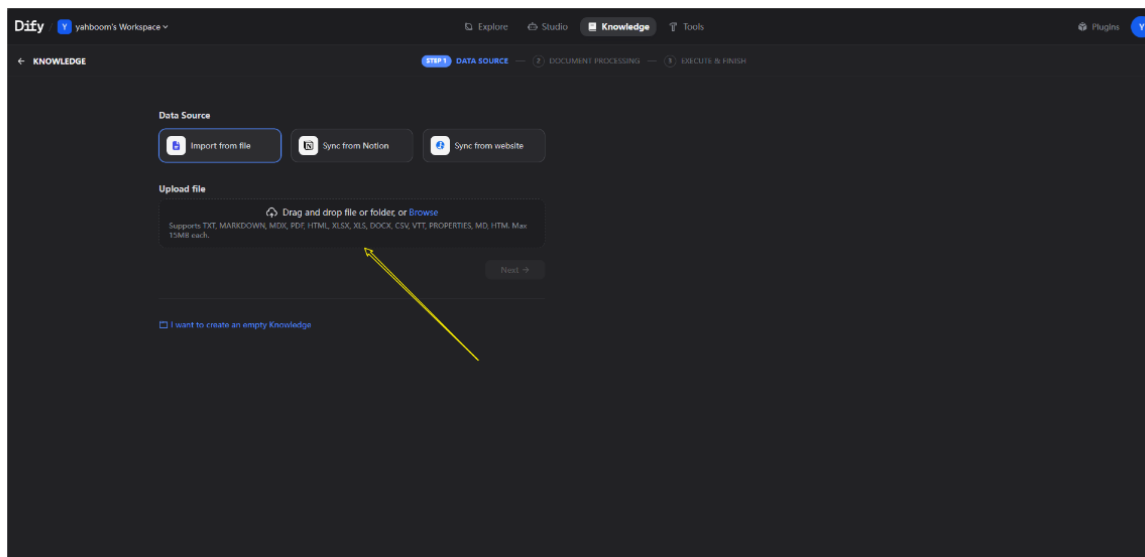 Dify / Y yahboom's Workspace
Explore Studio Knowledge Tools
Plugins Y
← KNOWLEDGE
STEP 1 DATA SOURCE — 2 DOCUMENT PROCESSING — 3 EXECUTE & FINISH
Data Source
Import from file Sync from Notion Sync from website
Upload file
Drag and drop file or folder, or Browse
Supports TXT, MARKDOWN, MDX, PDF, HTML, XLSX, XLS, DOCX, CSV, VTT, PROPERTIES, MD, HTM. Max
15MB each.
Next →
I want to create an empty Knowledge